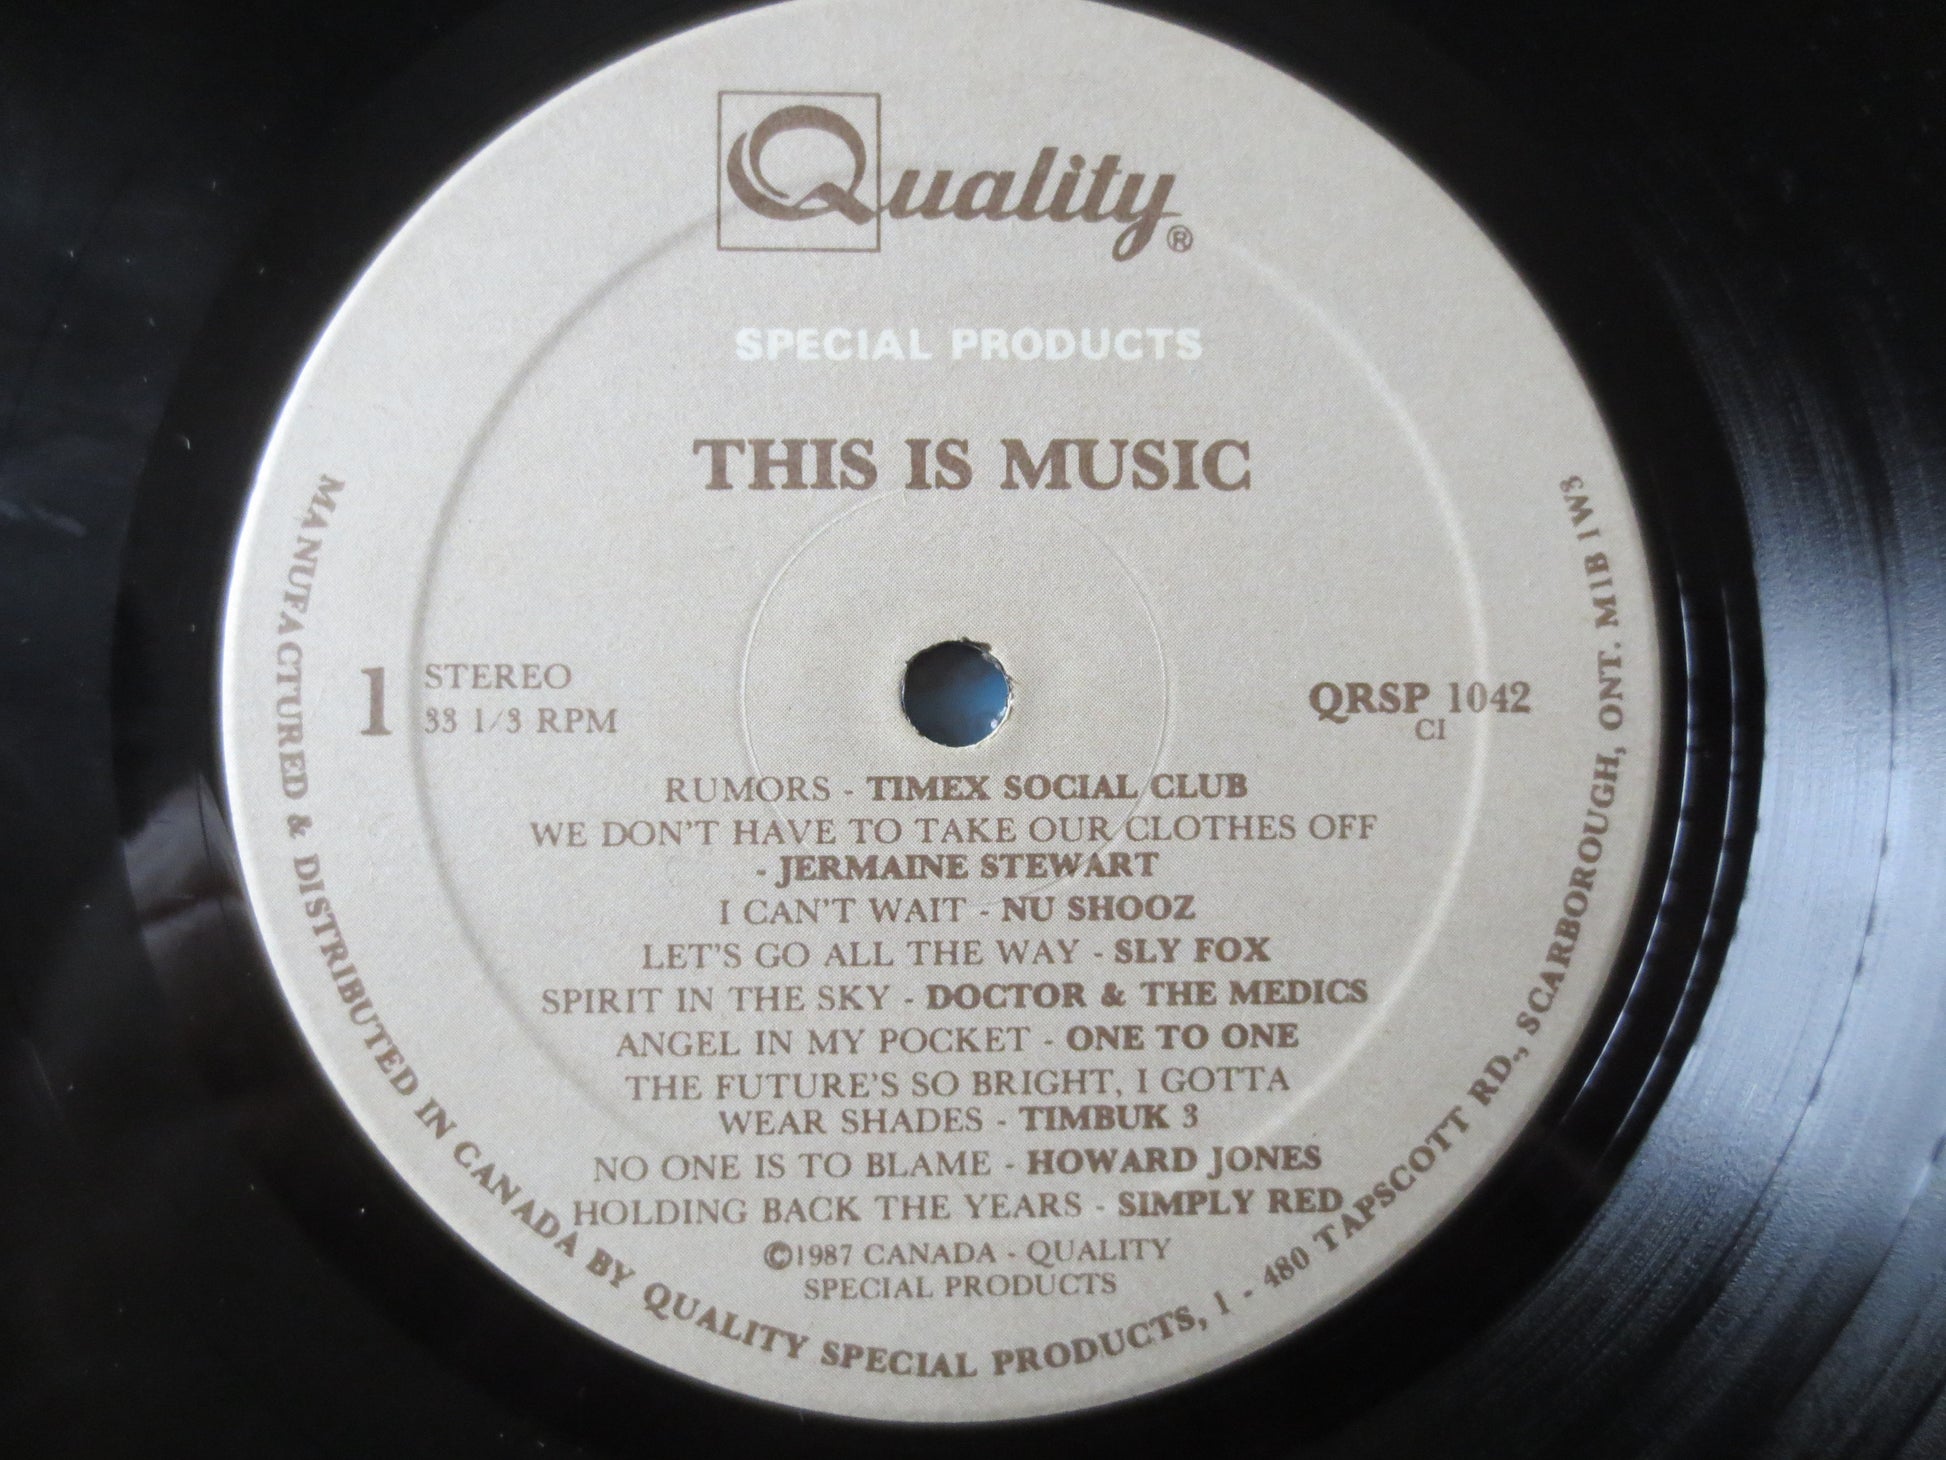 Quality®
SPECIAL PRODUCTS
THIS IS MUSIC
1 STEREO
33 1/3 RPM
QRSP 1042
CI
RUMORS - TIMEX SOCIAL CLUB
WE DON'T HAVE TO TAKE OUR CLOTHES OFF
- JERMAINE STEWART
I CAN'T WAIT - NU SHOOZ
LET'S GO ALL THE WAY - SLY FOX
SPIRIT IN THE SKY - DOCTOR & THE MEDICS
ANGEL IN MY POCKET - ONE TO ONE
THE FUTURE'S SO BRIGHT, I GOTTA
WEAR SHADES - TIMBUK 3
NO ONE IS TO BLAME - HOWARD JONES
HOLDING BACK THE YEARS - SIMPLY RED
©1987 CANADA - QUALITY
SPECIAL PRODUCTS
MANUFACTURED & DISTRIBUTED IN CANADA BY QUALITY SPECIAL PRODUCTS, 1 - 480 TAPSCOTT RD., SCARBOROUGH, ONT. M1B 1W3